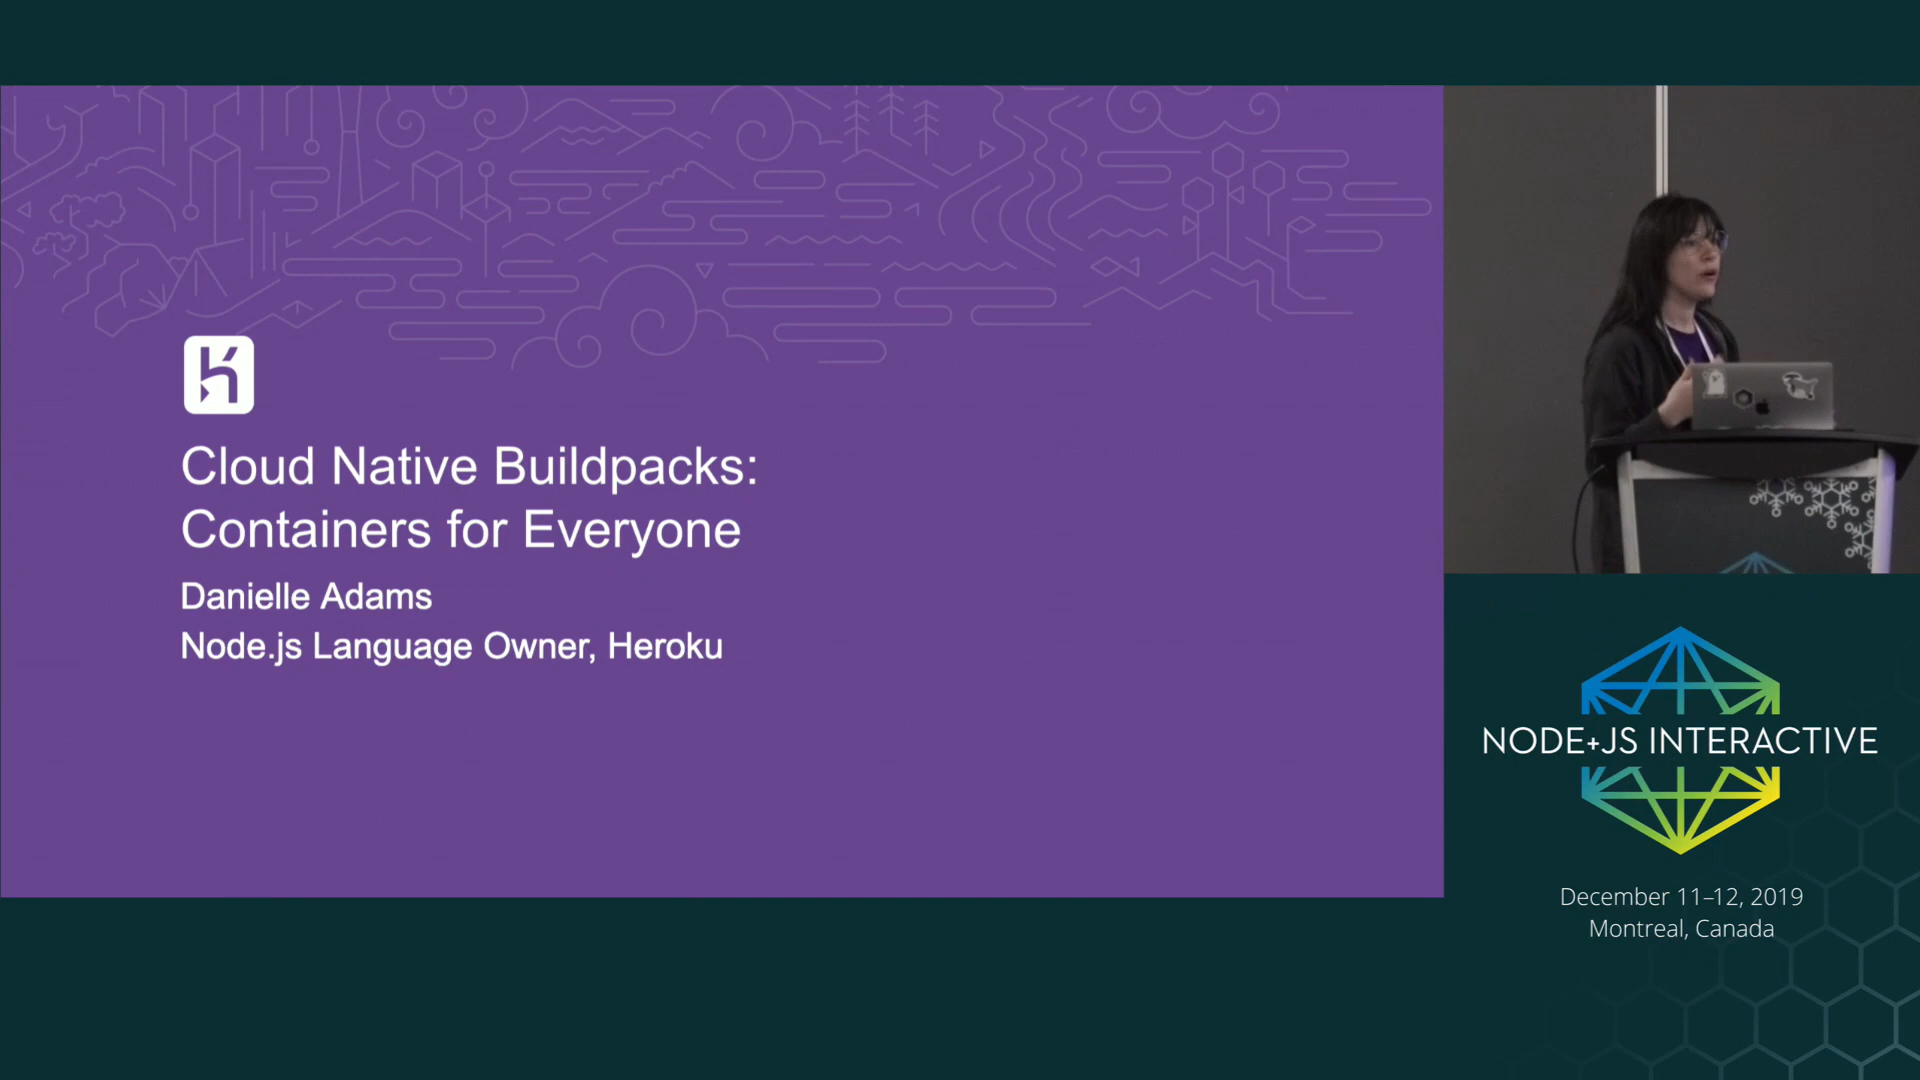 Cloud Native Buildpacks:
Containers for Everyone
Danielle Adams
Node.js Language Owner, Heroku
NODE+JS INTERACTIVE
December 11–12, 2019
Montreal, Canada